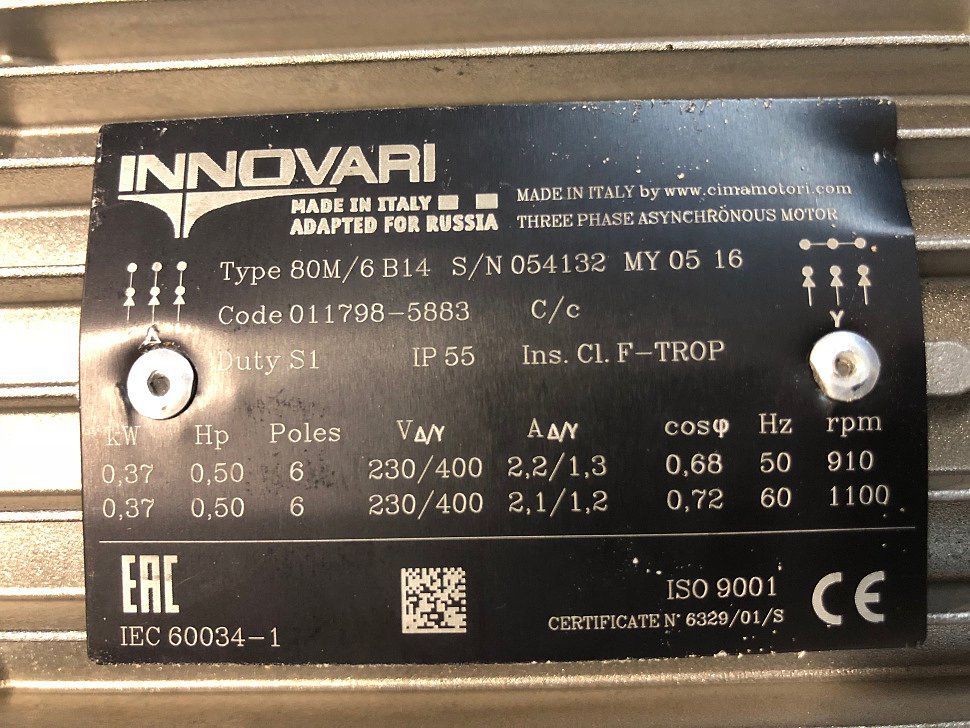 INNOVARI
MADE IN ITALY
ADAPTED FOR RUSSIA
MADE IN ITALY by www.cimamotori.com
THREE PHASE ASYNCHRONOUS MOTOR
Type 80M/6 B14 S/N 054132 MY 05 16
Code 011798-5883 C/c
Δ Y
Duty S1 IP 55 Ins. Cl. F-TROP
kW Hp Poles VΔ/Y AΔ/Y cosφ Hz rpm
0,37 0,50 6 230/400 2,2/1,3 0,68 50 910
0,37 0,50 6 230/400 2,1/1,2 0,72 60 1100
EAC
IEC 60034-1
ISO 9001
CERTIFICATE N° 6329/01/S
CE